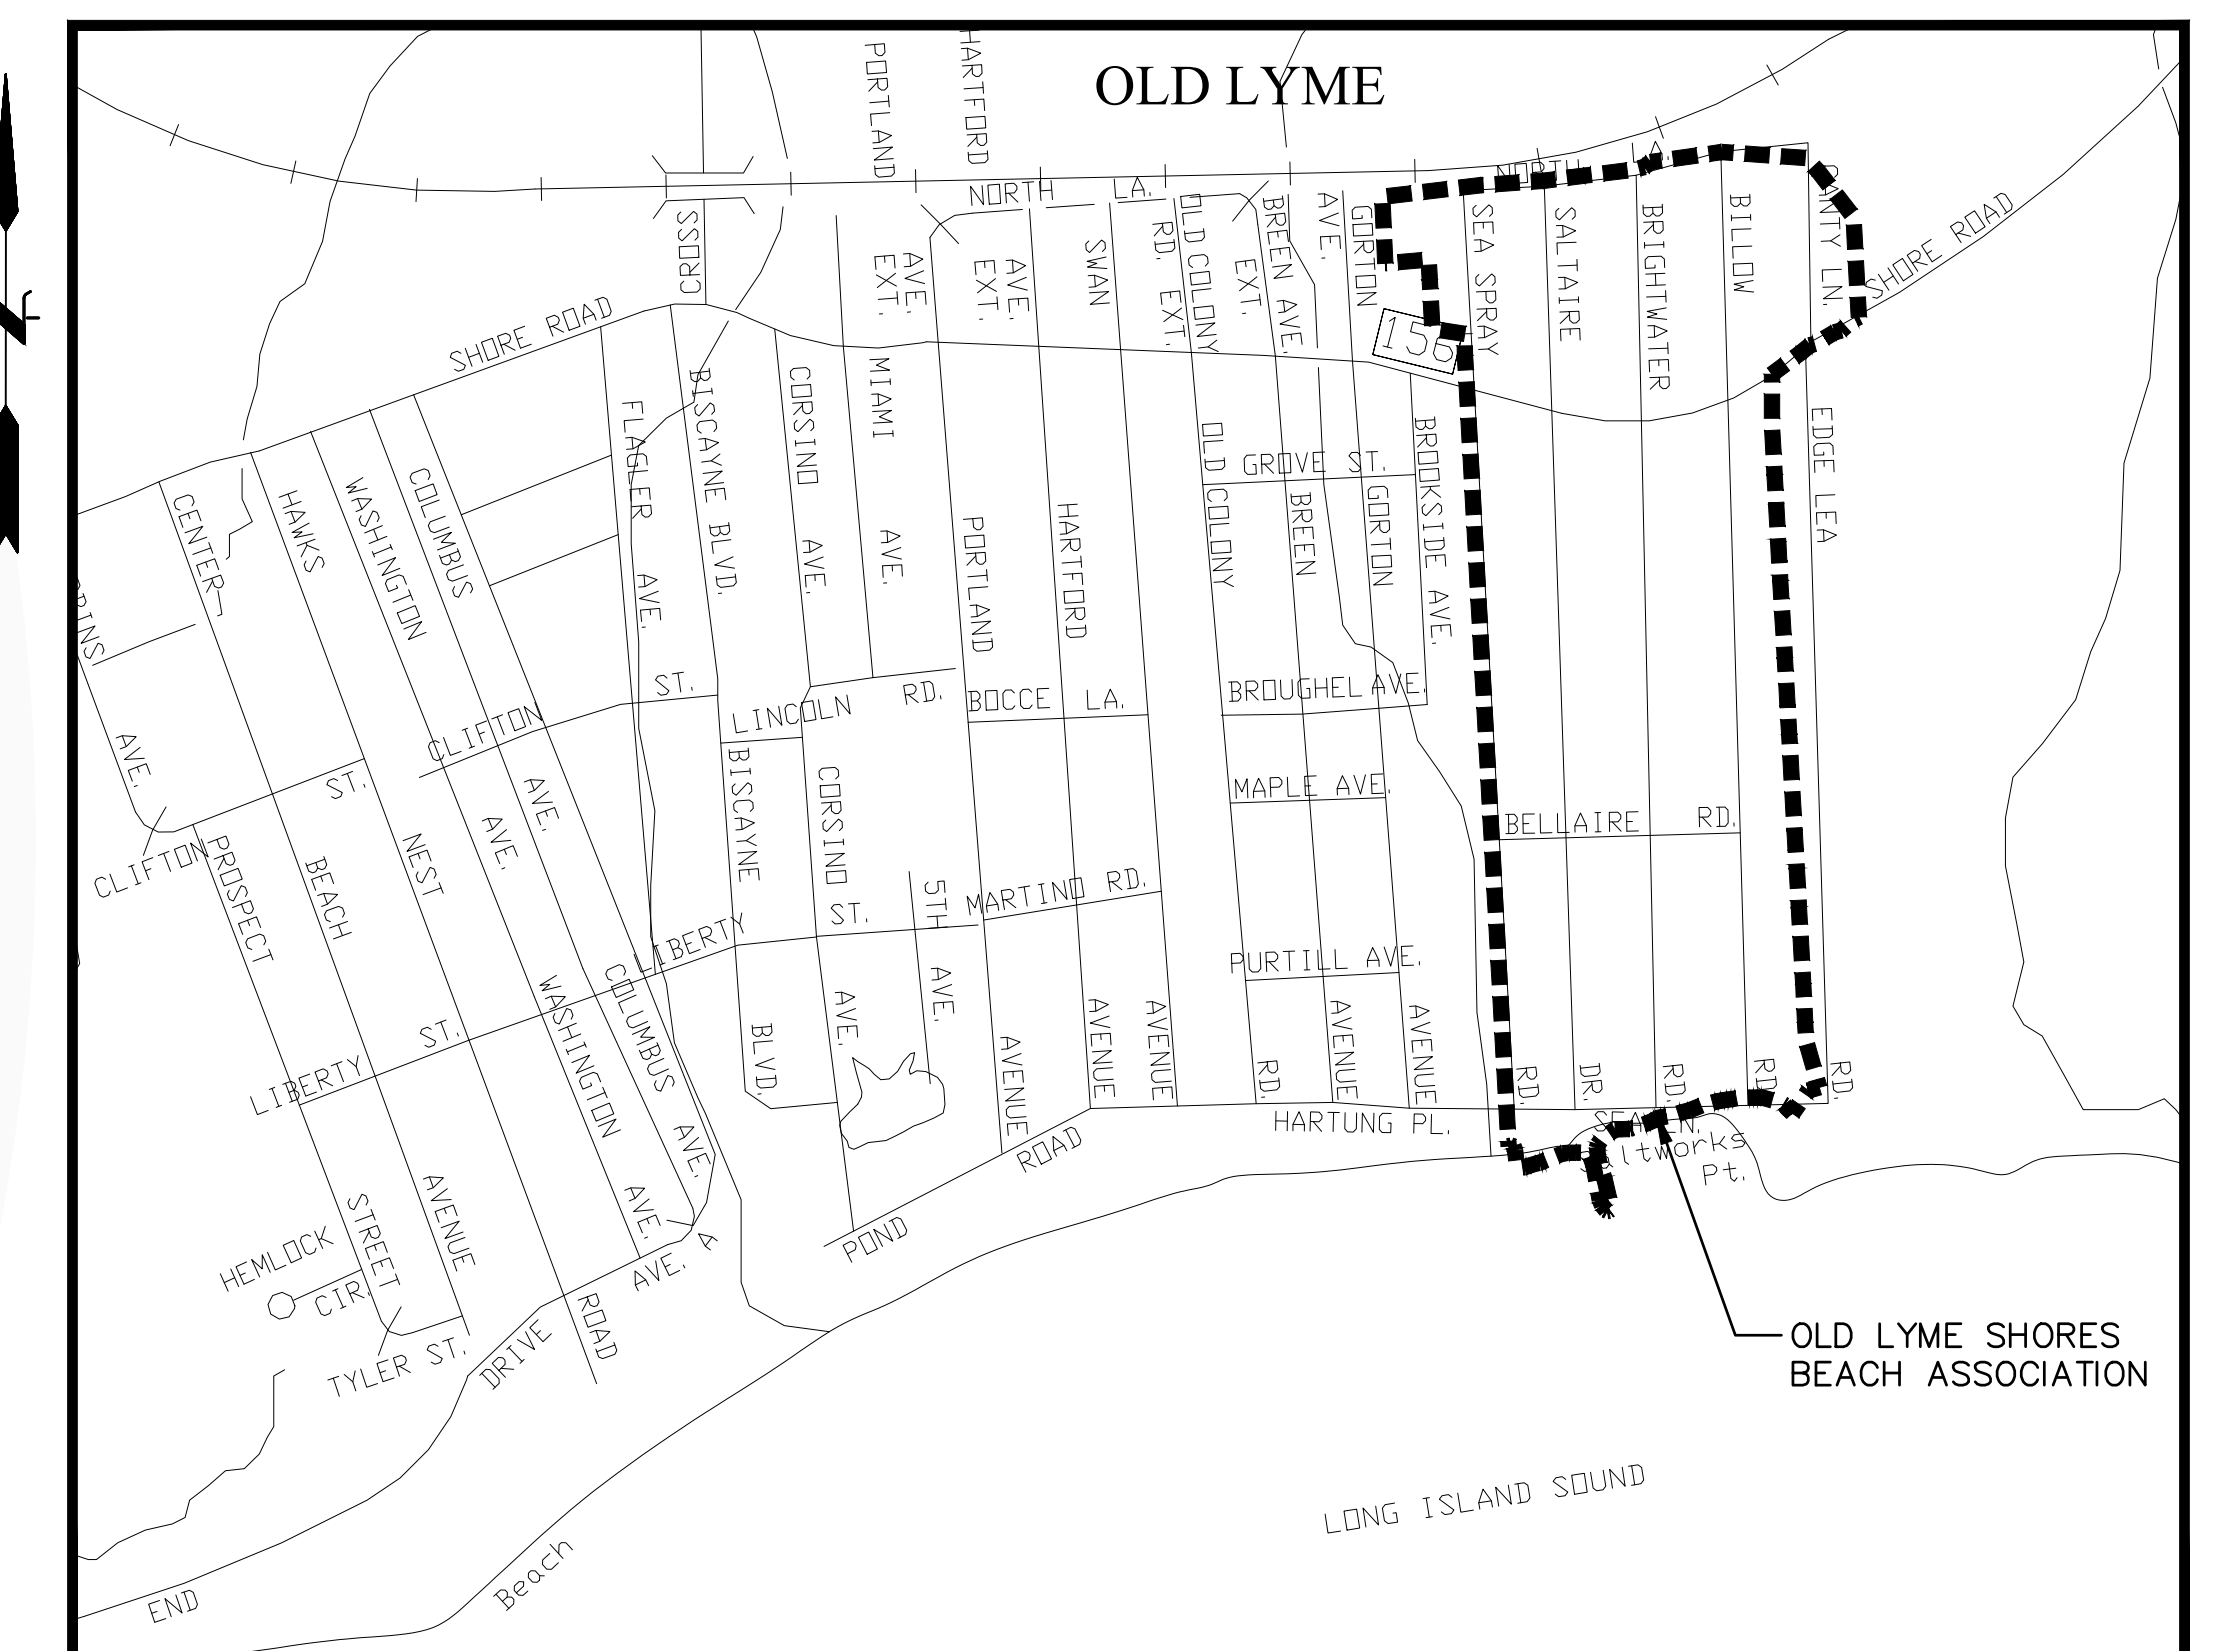 OLD LYME
PORTLAND
HARTFORD
NORTH LA.
NORTH LA.
CROSS
AVE. EXT.
AVE. EXT.
SWAN
RD. EXT.
OLD COLONY
EXT.
BREEN AVE.
AVE.
GORTON
SEA SPRAY
SALTAIRE
BRIGHTWATER
BILLOW
LN.
SHORE ROAD
SHORE ROAD
FLAGLER AVE.
BISCAYNE BLVD.
CORSINO AVE.
MIAMI AVE.
PORTLAND
HARTFORD
OLD COLONY
GROVE ST.
BREEN
GORTON
BROOKSIDE AVE.
EDGE LEA
CENTER
HAWKS
WASHINGTON
COLUMBUS
AVE.
CLIFTON ST.
LINCOLN RD.
BOCCE LA.
BROUGHEL AVE.
MAPLE AVE.
BELLAIRE RD.
CLIFTON ST.
PROSPECT
BEACH
NEST
AVE.
AVE.
BISCAYNE
CORSINO
5TH
MARTINO RD.
LIBERTY ST.
PURTILL AVE.
WASHINGTON
COLUMBUS AVE.
BLVD.
AVE.
AVE.
AVENUE
AVENUE
AVENUE
RD.
AVENUE
AVENUE
RD.
DR.
RD.
RD.
RD.
LIBERTY ST.
HARTUNG PL.
Pt.
POND ROAD
STREET
AVENUE
AVE.
HEMLOCK
CIR.
TYLER ST.
ROAD
AVE. A
DRIVE
END
Beach
LONG ISLAND SOUND
OLD LYME SHORES
BEACH ASSOCIATION